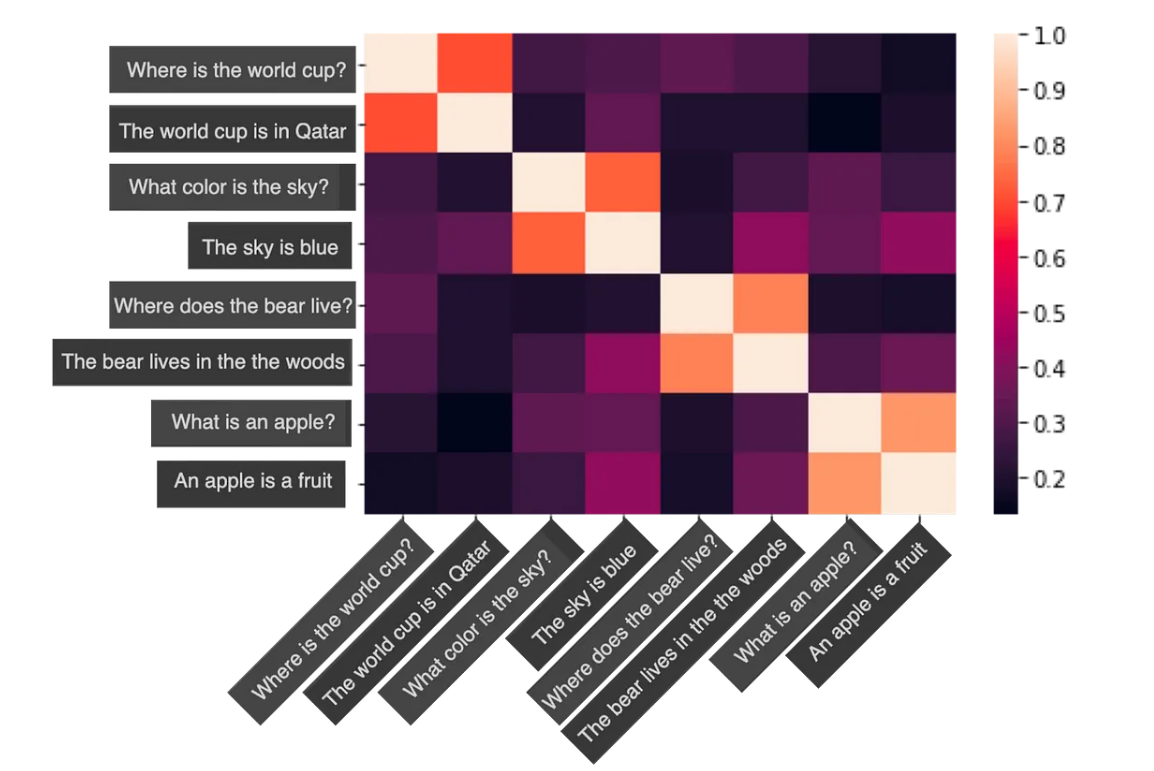 Where is the world cup?
The world cup is in Qatar
What color is the sky?
The sky is blue
Where does the bear live?
The bear lives in the the woods
What is an apple?
An apple is a fruit
1.0
0.9
0.8
0.7
0.6
0.5
0.4
0.3
0.2
Where is the world cup?
The world cup is in Qatar
What color is the sky?
The sky is blue
Where does the bear live?
The bear lives in the the woods
What is an apple?
An apple is a fruit